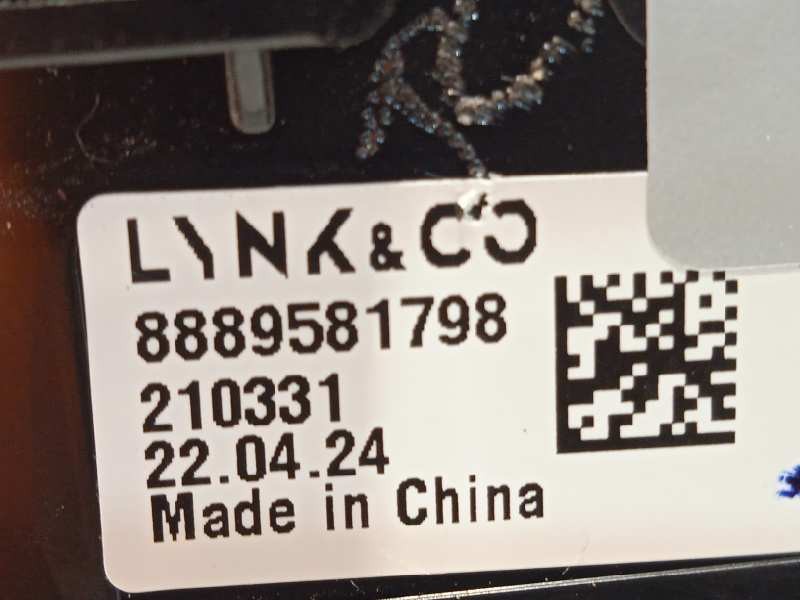 LYNK & CO
8889581798
210331
22.04.24
Made in China